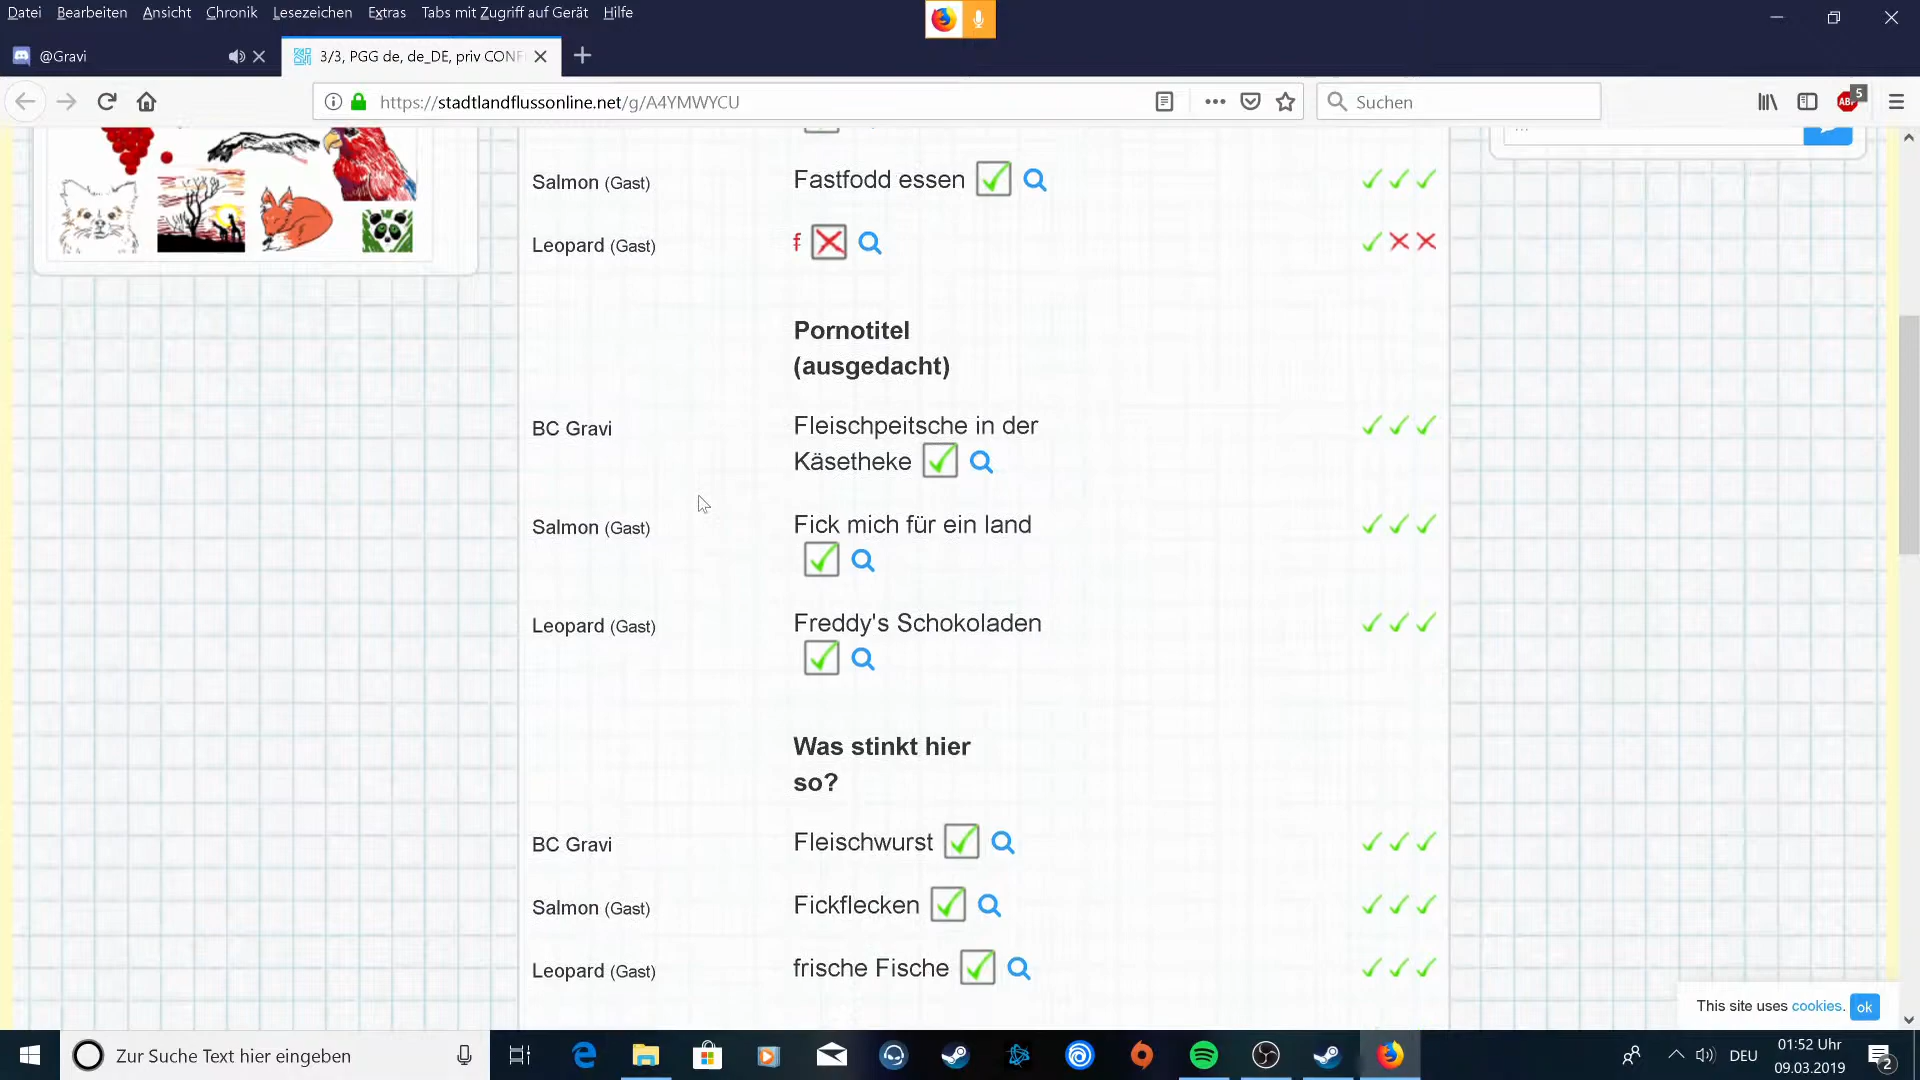 Datei Bearbeiten Ansicht Chronik Lesezeichen Extras Tabs mit Zugriff auf Gerät Hilfe
@Gravi
3/3, PGG de, de_DE, priv CONF
https://stadtlandflussonline.net/g/A4YMWYCU
Suchen
ABP
5
...
Salmon (Gast) Fastfodd essen
Leopard (Gast) f
Pornotitel
(ausgedacht)
BC Gravi Fleischpeitsche in der
Käsetheke
Salmon (Gast) Fick mich für ein land
Leopard (Gast) Freddy's Schokoladen
Was stinkt hier
so?
BC Gravi Fleischwurst
Salmon (Gast) Fickflecken
Leopard (Gast) frische Fische
This site uses cookies. ok
Zur Suche Text hier eingeben
DEU
01:52 Uhr
09.03.2019
2